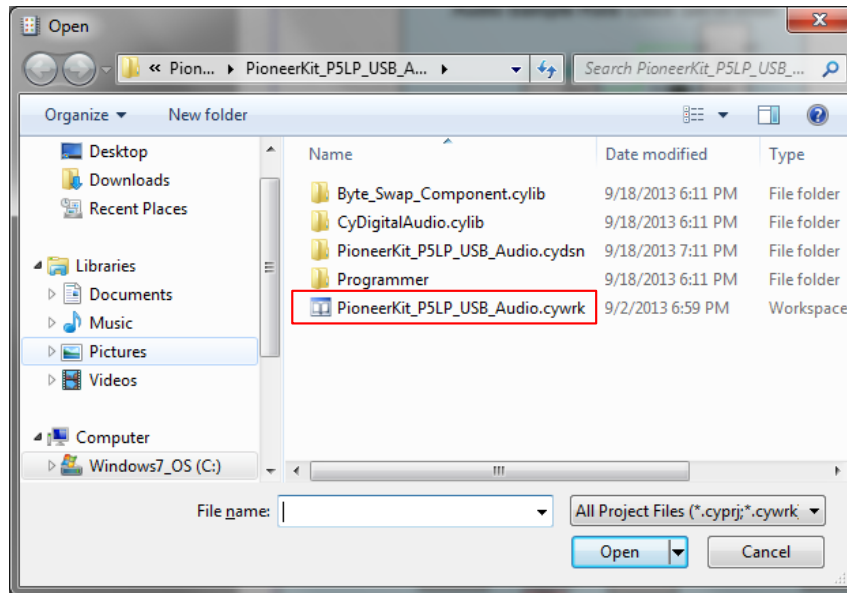 Open
« Pion... PioneerKit_P5LP_USB_A...
Search PioneerKit_P5LP_USB_...
Organize New folder
Desktop
Downloads
Recent Places
Libraries
Documents
Music
Pictures
Videos
Computer
Windows7_OS (C:)
Name Date modified Type
Byte_Swap_Component.cylib 9/18/2013 6:11 PM File folder
CyDigitalAudio.cylib 9/18/2013 6:11 PM File folder
PioneerKit_P5LP_USB_Audio.cydsn 9/18/2013 7:11 PM File folder
Programmer 9/18/2013 6:11 PM File folder
PioneerKit_P5LP_USB_Audio.cywrk 9/2/2013 6:59 PM Workspace
File name:
All Project Files (*.cyprj;*.cywrk
Open Cancel